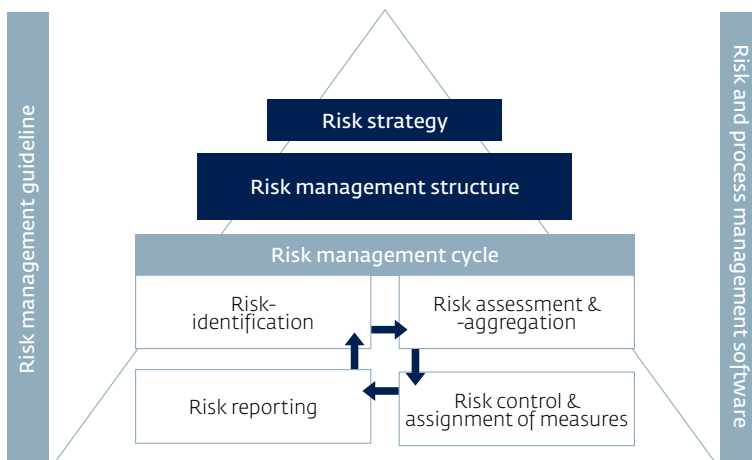 Risk management guideline
Risk strategy
Risk management structure
Risk management cycle
Risk-
identification
Risk assessment &
-aggregation
Risk reporting
Risk control &
assignment of measures
Risk and process management software